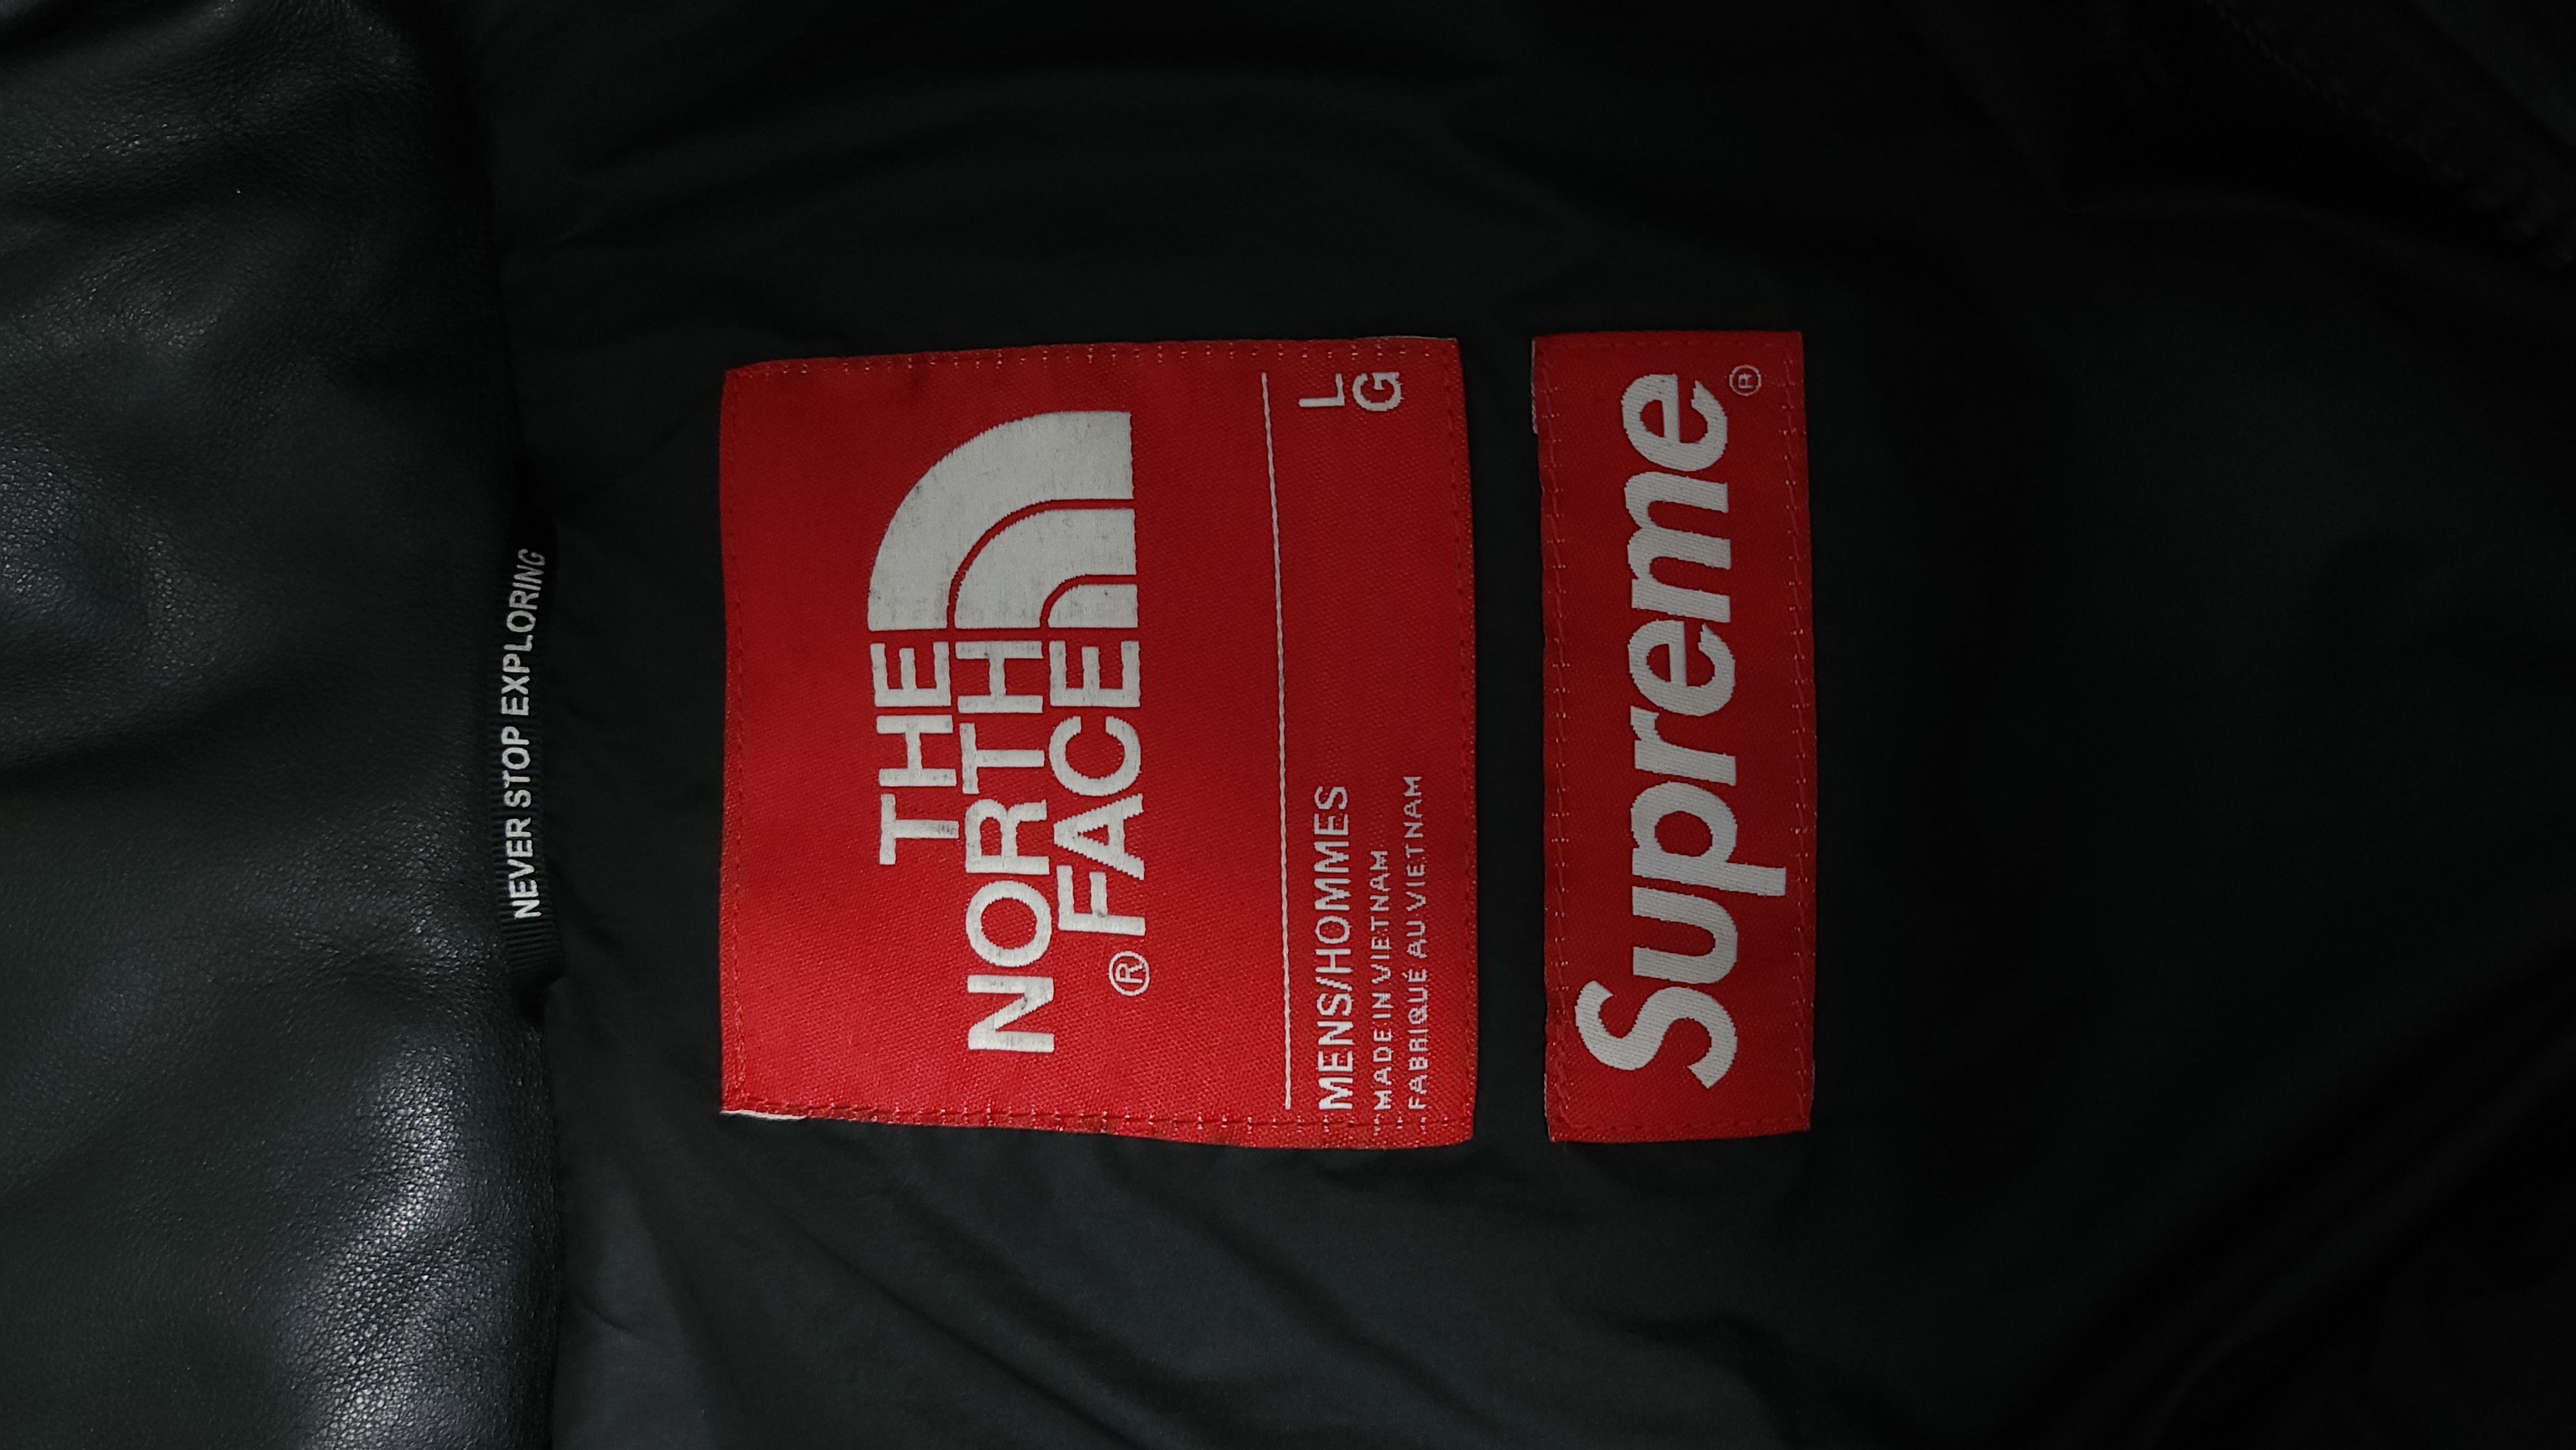 NEVER STOP EXPLORING
THE
NORTH
FACE®
L
G
MENS/HOMMES
MADE IN VIETNAM
FABRIQUÉ AU VIETNAM
Supreme®